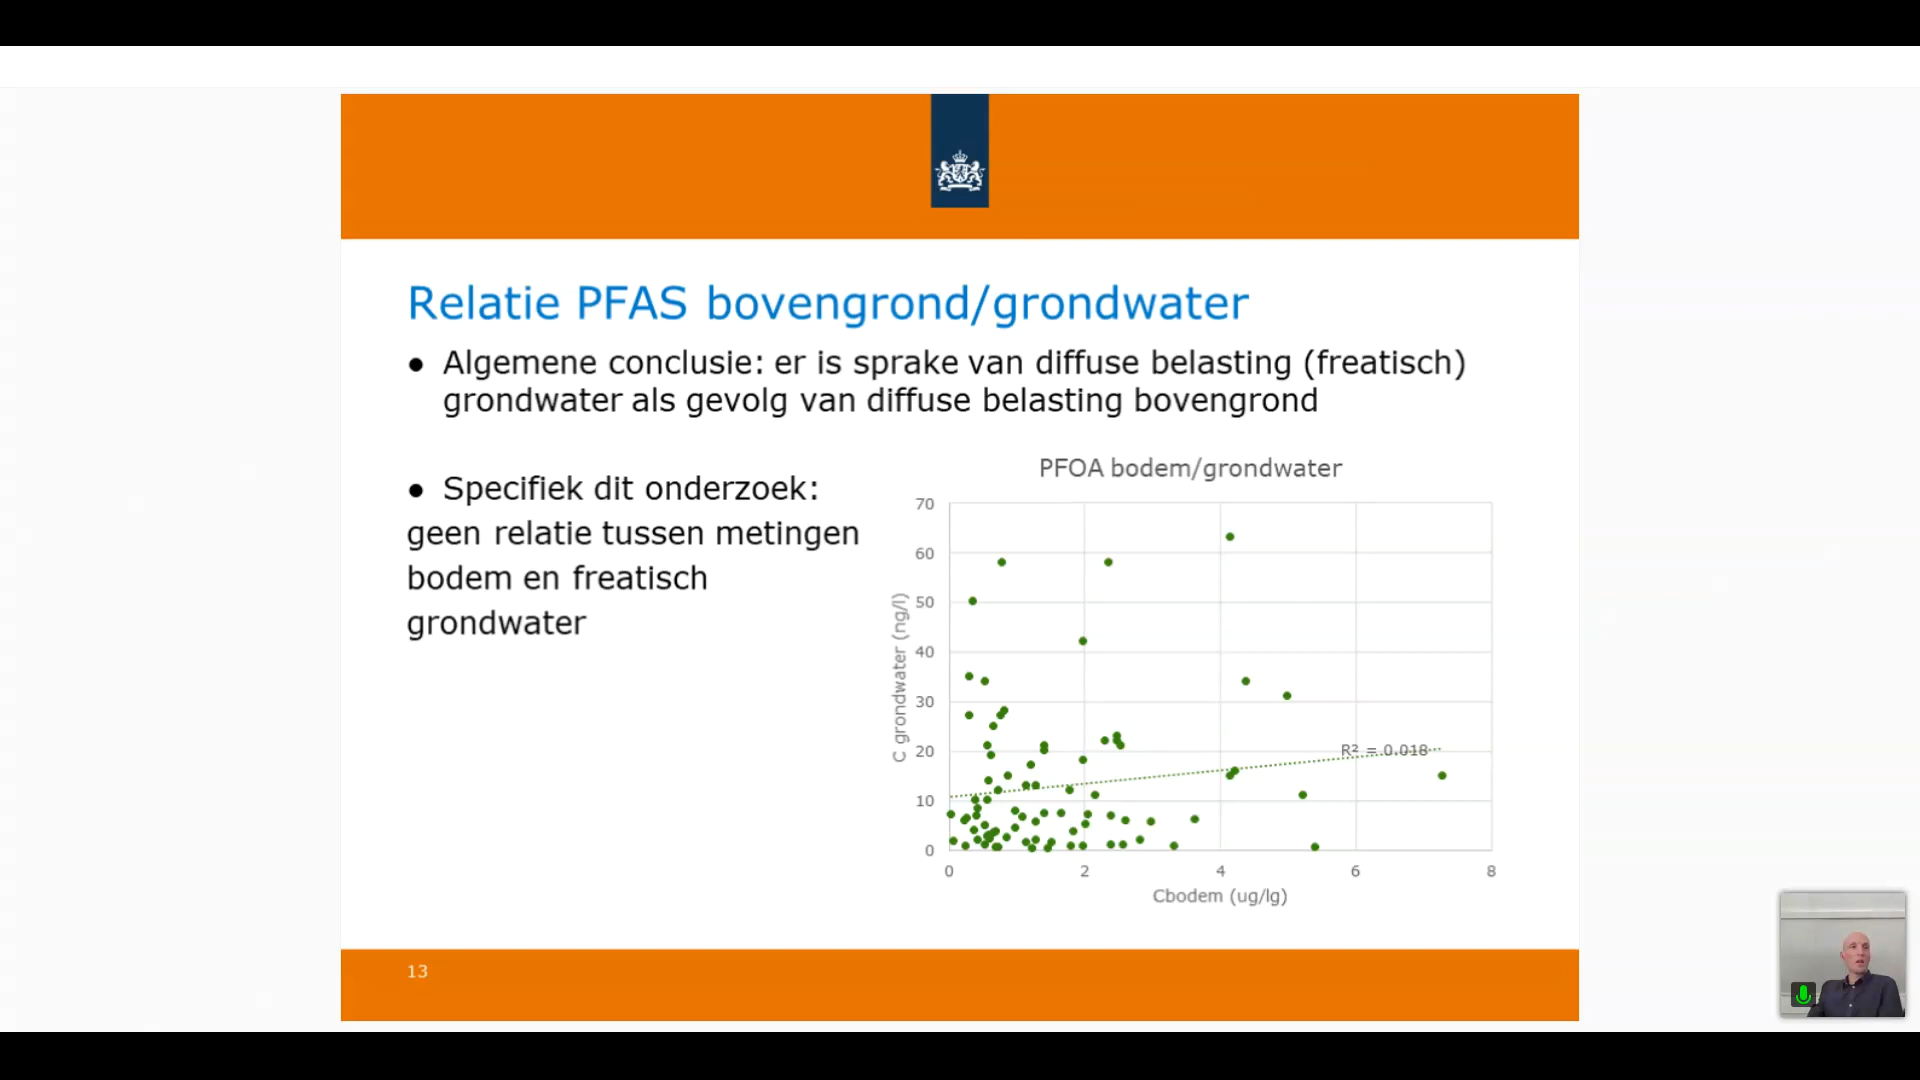 Relatie PFAS bovengrond/grondwater
● Algemene conclusie: er is sprake van diffuse belasting (freatisch)
grondwater als gevolg van diffuse belasting bovengrond
● Specifiek dit onderzoek:
geen relatie tussen metingen
bodem en freatisch
grondwater
PFOA bodem/grondwater
C grondwater (ng/l)
70
60
50
40
30
20
10
0
R² = 0.018
0 2 4 6 8
Cbodem (ug/lg)
13